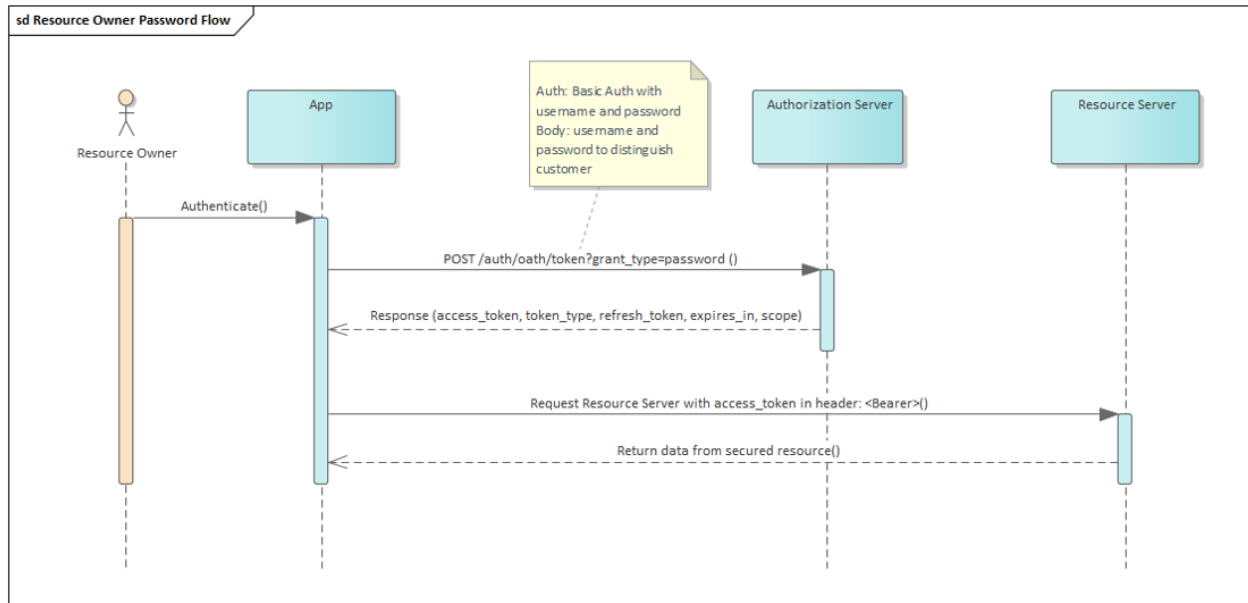 sd Resource Owner Password Flow
Auth: Basic Auth with
username and password
Body: username and
password to distinguish
customer
App
Authorization Server
Resource Server
Resource Owner
Authenticate()
POST /auth/oath/token?grant_type=password ()
Response (access_token, token_type, refresh_token, expires_in, scope)
Request Resource Server with access_token in header: <Bearer>()
Return data from secured resource()